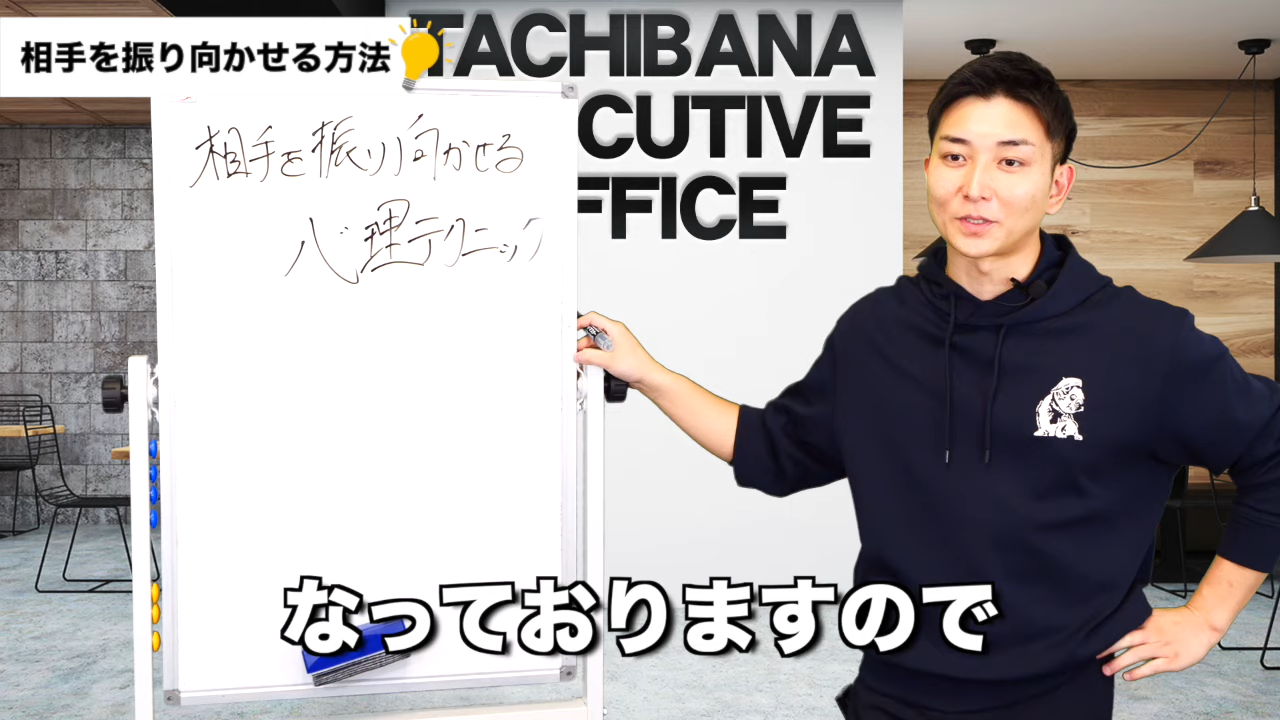 相手を振り向かせる方法
TACHIBANA
CUTIVE
FFICE
相手を振り向かせる
心理テクニック
なっておりますので